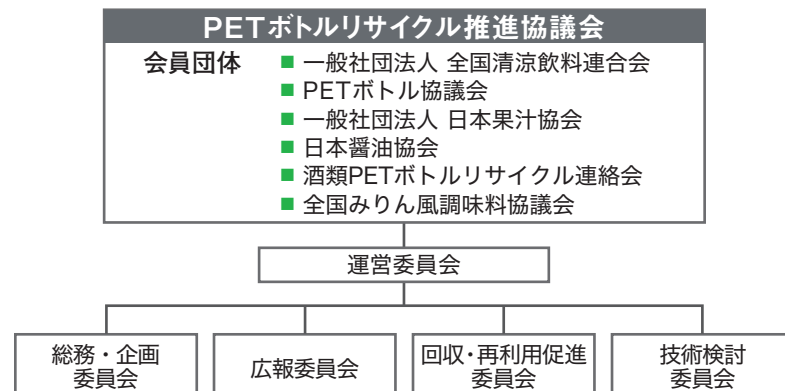 PETボトルリサイクル推進協議会
会員団体
■ 一般社団法人 全国清涼飲料連合会
■ PETボトル協議会
■ 一般社団法人 日本果汁協会
■ 日本醤油協会
■ 酒類PETボトルリサイクル連絡会
■ 全国みりん風調味料協議会
運営委員会
総務・企画
委員会
広報委員会
回収・再利用促進
委員会
技術検討
委員会